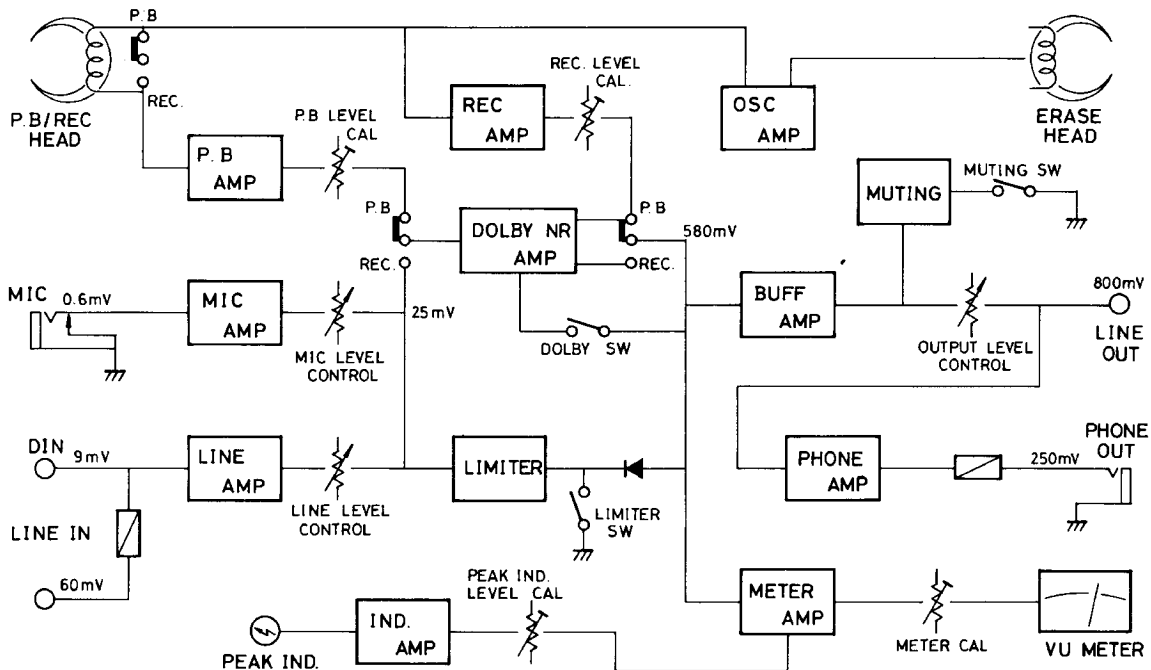 P.B
REC.
P.B/REC
HEAD
P.B LEVEL
CAL
P.B
AMP
REC
AMP
REC. LEVEL
CAL.
OSC
AMP
ERASE
HEAD
MUTING
MUTING SW
P.B
REC.
DOLBY NR
AMP
P.B
REC.
580mV
MIC
0.6mV
MIC
AMP
MIC LEVEL
CONTROL
25mV
DOLBY SW
BUFF
AMP
OUTPUT LEVEL
CONTROL
800mV
LINE
OUT
DIN
9mV
LINE
AMP
LINE LEVEL
CONTROL
LIMITER
LIMITER
SW
PHONE
AMP
250mV
PHONE
OUT
LINE IN
60mV
PEAK IND.
LEVEL CAL
IND.
AMP
PEAK IND.
METER
AMP
METER CAL
VU METER